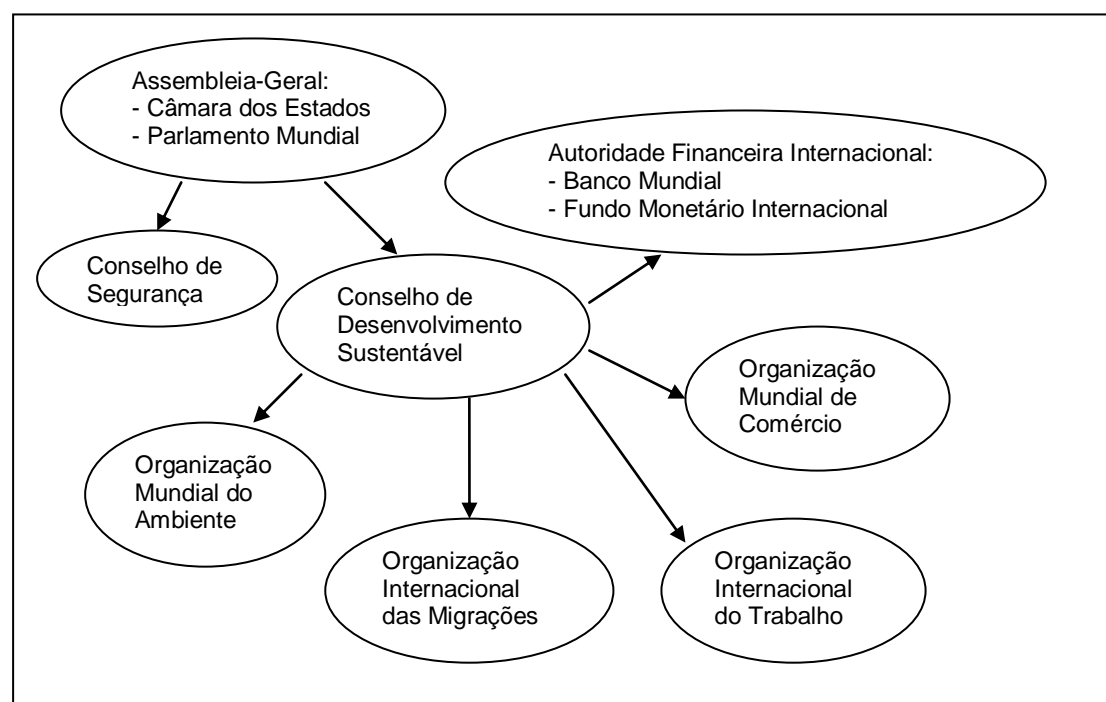 Assembleia-Geral:
- Câmara dos Estados
- Parlamento Mundial
Autoridade Financeira Internacional:
- Banco Mundial
- Fundo Monetário Internacional
Conselho de
Segurança
Conselho de
Desenvolvimento
Sustentável
Organização
Mundial de
Comércio
Organização
Mundial do
Ambiente
Organização
Internacional
das Migrações
Organização
Internacional
do Trabalho